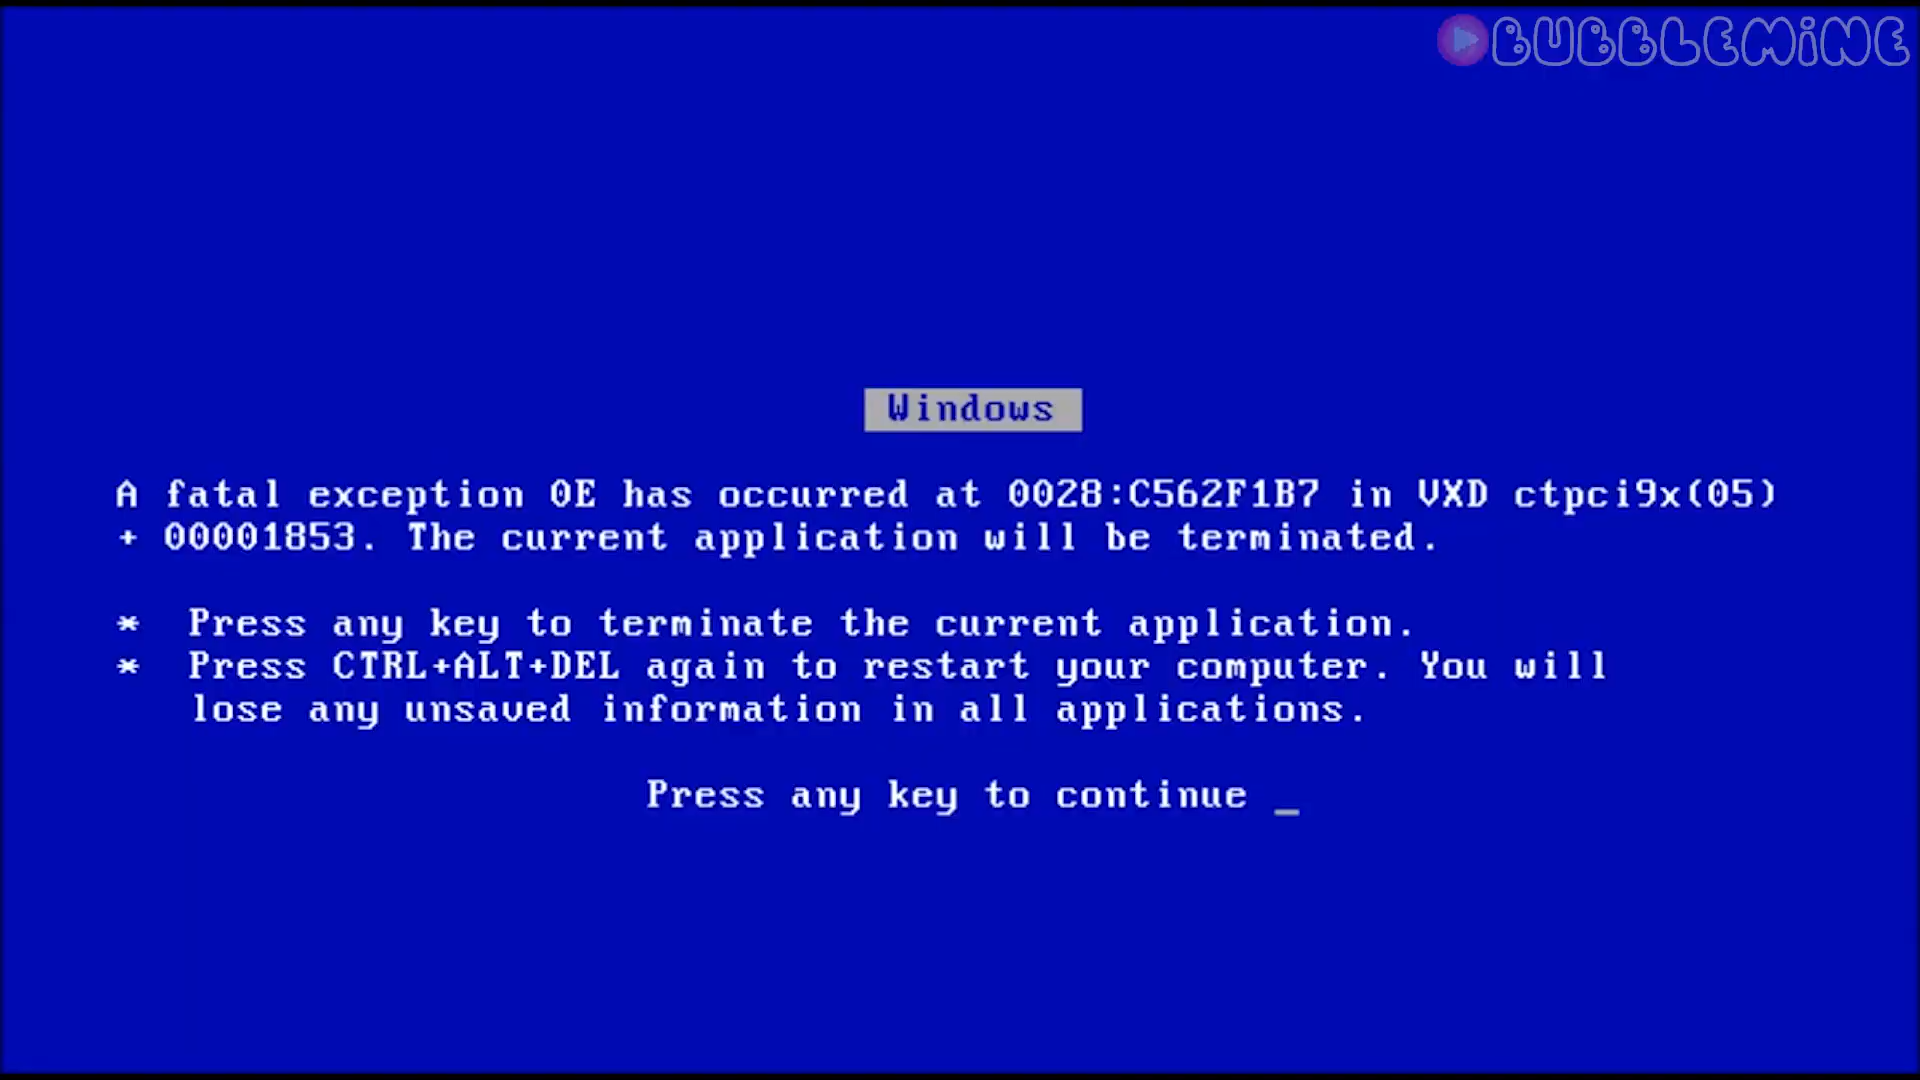 BUBBLEMiNE
Windows
A fatal exception 0E has occurred at 0028:C562F1B7 in VXD ctpci9x(05)
+ 00001853. The current application will be terminated.
* Press any key to terminate the current application.
* Press CTRL+ALT+DEL again to restart your computer. You will
lose any unsaved information in all applications.
Press any key to continue _